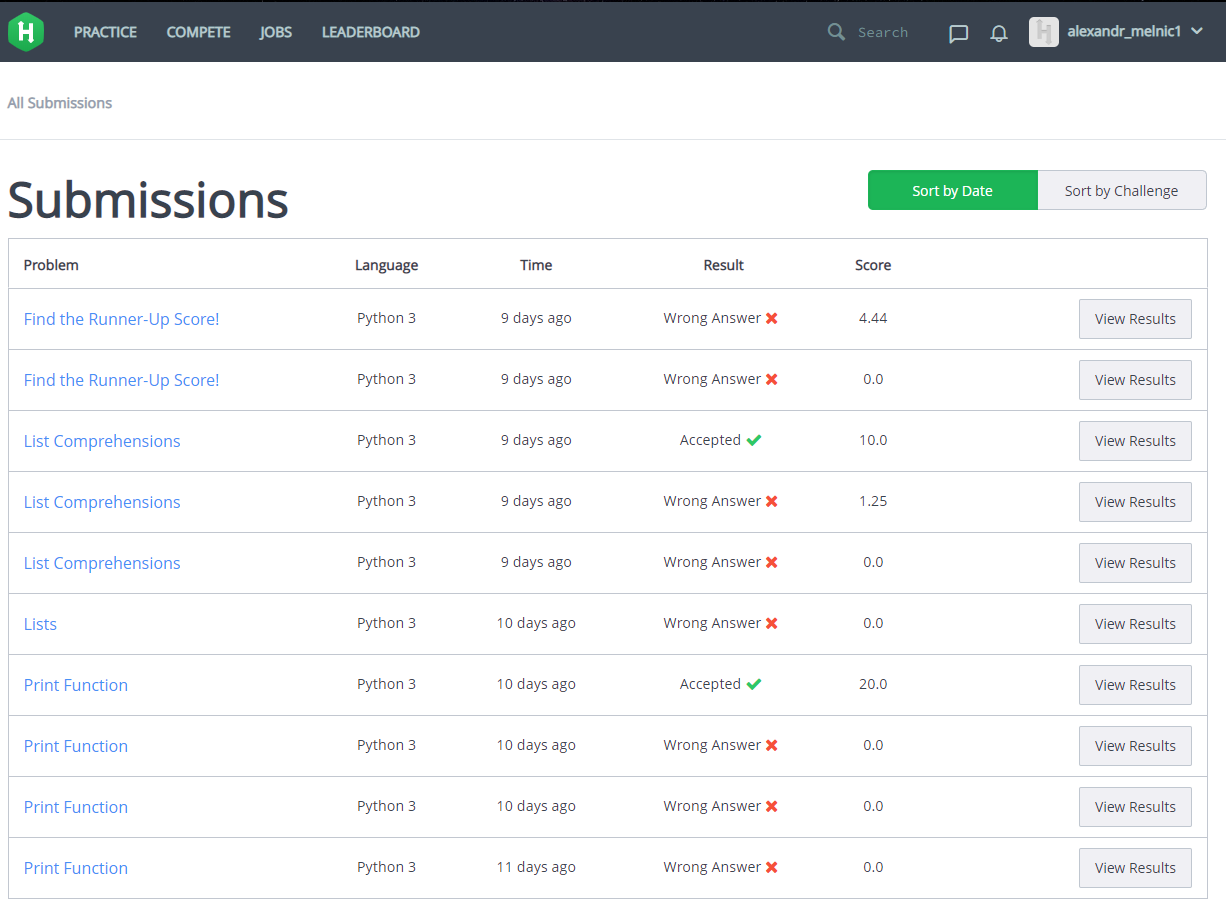 H PRACTICE COMPETE JOBS LEADERBOARD Search H alexandr_melnic1
All Submissions
Submissions
Sort by Date Sort by Challenge
Problem Language Time Result Score
Find the Runner-Up Score! Python 3 9 days ago Wrong Answer 4.44 View Results
Find the Runner-Up Score! Python 3 9 days ago Wrong Answer 0.0 View Results
List Comprehensions Python 3 9 days ago Accepted 10.0 View Results
List Comprehensions Python 3 9 days ago Wrong Answer 1.25 View Results
List Comprehensions Python 3 9 days ago Wrong Answer 0.0 View Results
Lists Python 3 10 days ago Wrong Answer 0.0 View Results
Print Function Python 3 10 days ago Accepted 20.0 View Results
Print Function Python 3 10 days ago Wrong Answer 0.0 View Results
Print Function Python 3 10 days ago Wrong Answer 0.0 View Results
Print Function Python 3 11 days ago Wrong Answer 0.0 View Results